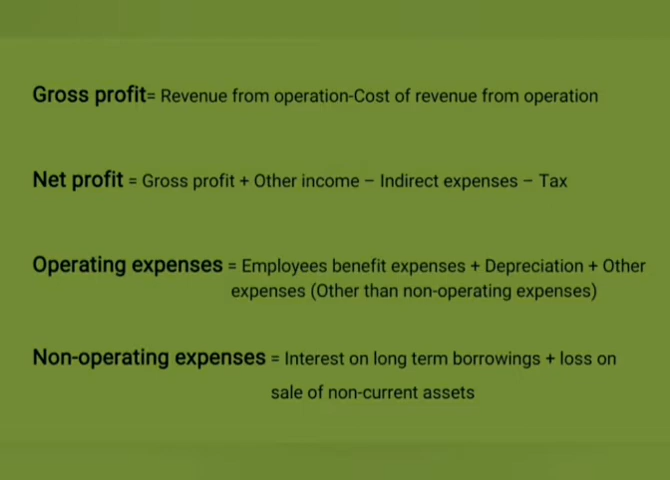 Gross profit= Revenue from operation-Cost of revenue from operation
Net profit = Gross profit + Other income − Indirect expenses − Tax
Operating expenses = Employees benefit expenses + Depreciation + Other
expenses (Other than non-operating expenses)
Non-operating expenses = Interest on long term borrowings + loss on
sale of non-current assets